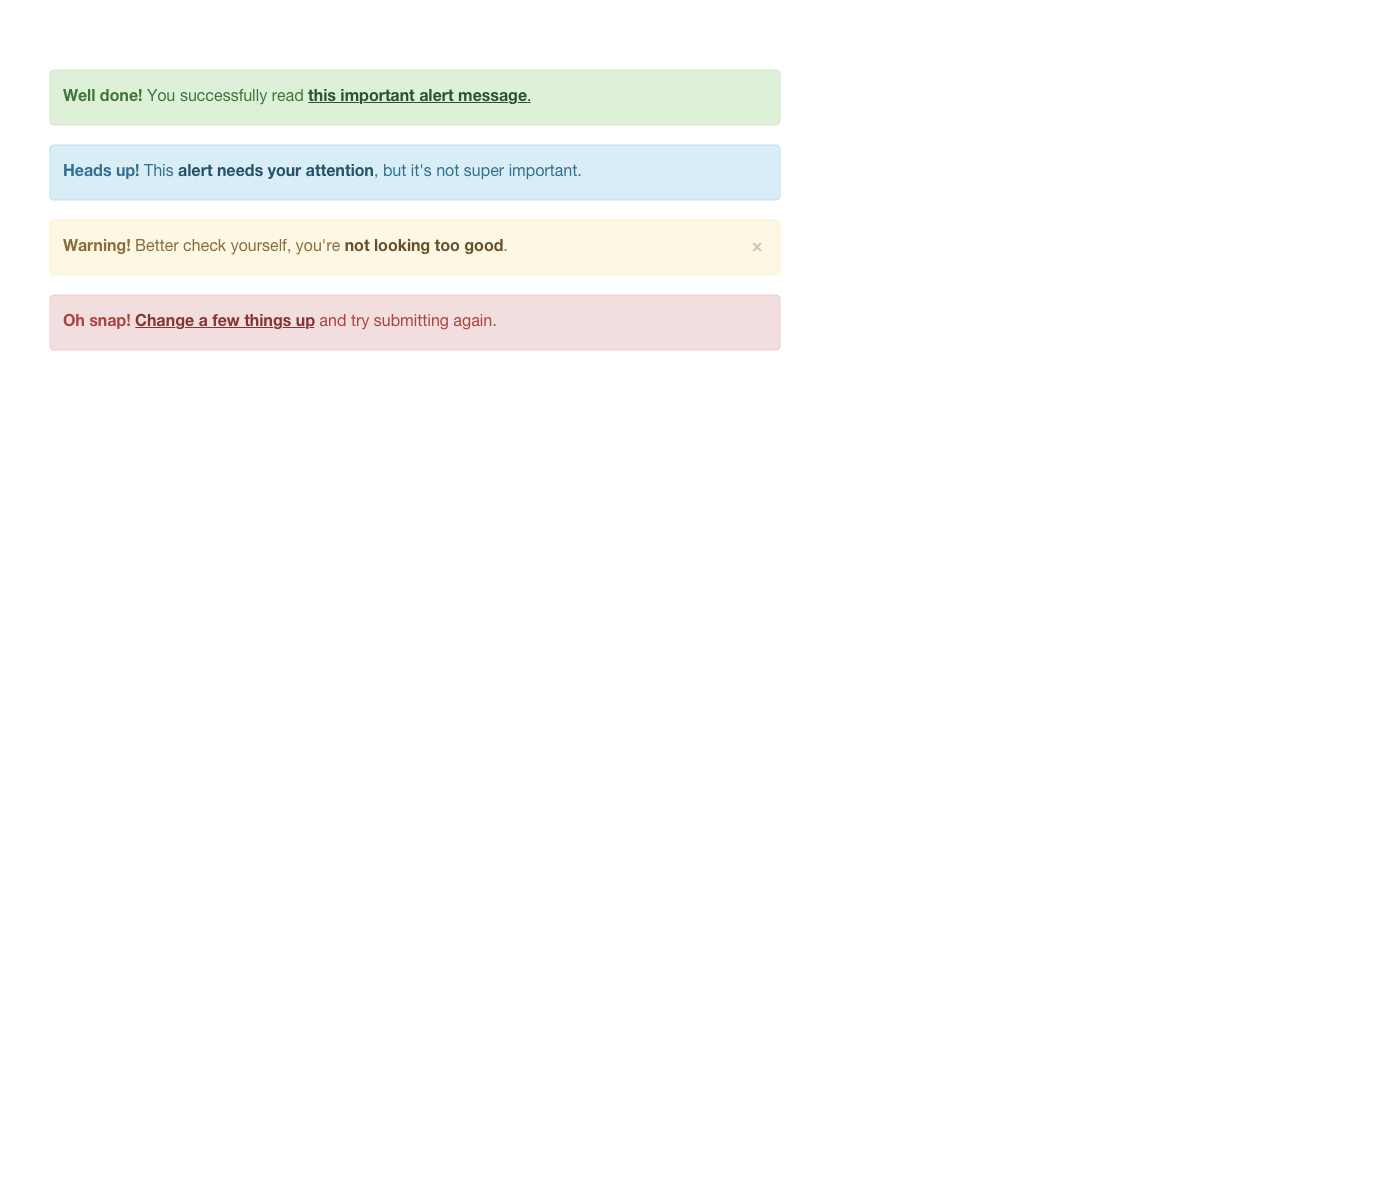 Well done! You successfully read this important alert message.
Heads up! This alert needs your attention, but it's not super important.
Warning! Better check yourself, you're not looking too good. ×
Oh snap! Change a few things up and try submitting again.